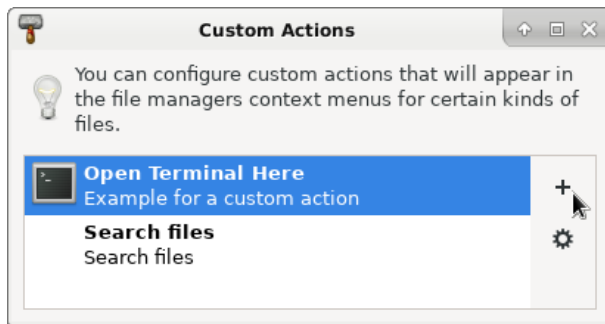 Custom Actions
You can configure custom actions that will appear in
the file managers context menus for certain kinds of
files.
Open Terminal Here
Example for a custom action
Search files
Search files